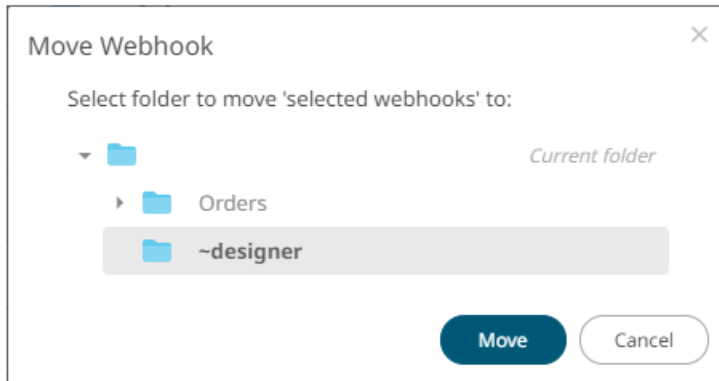 Move Webhook
Select folder to move 'selected webhooks' to:
Current folder
Orders
~designer
Move
Cancel